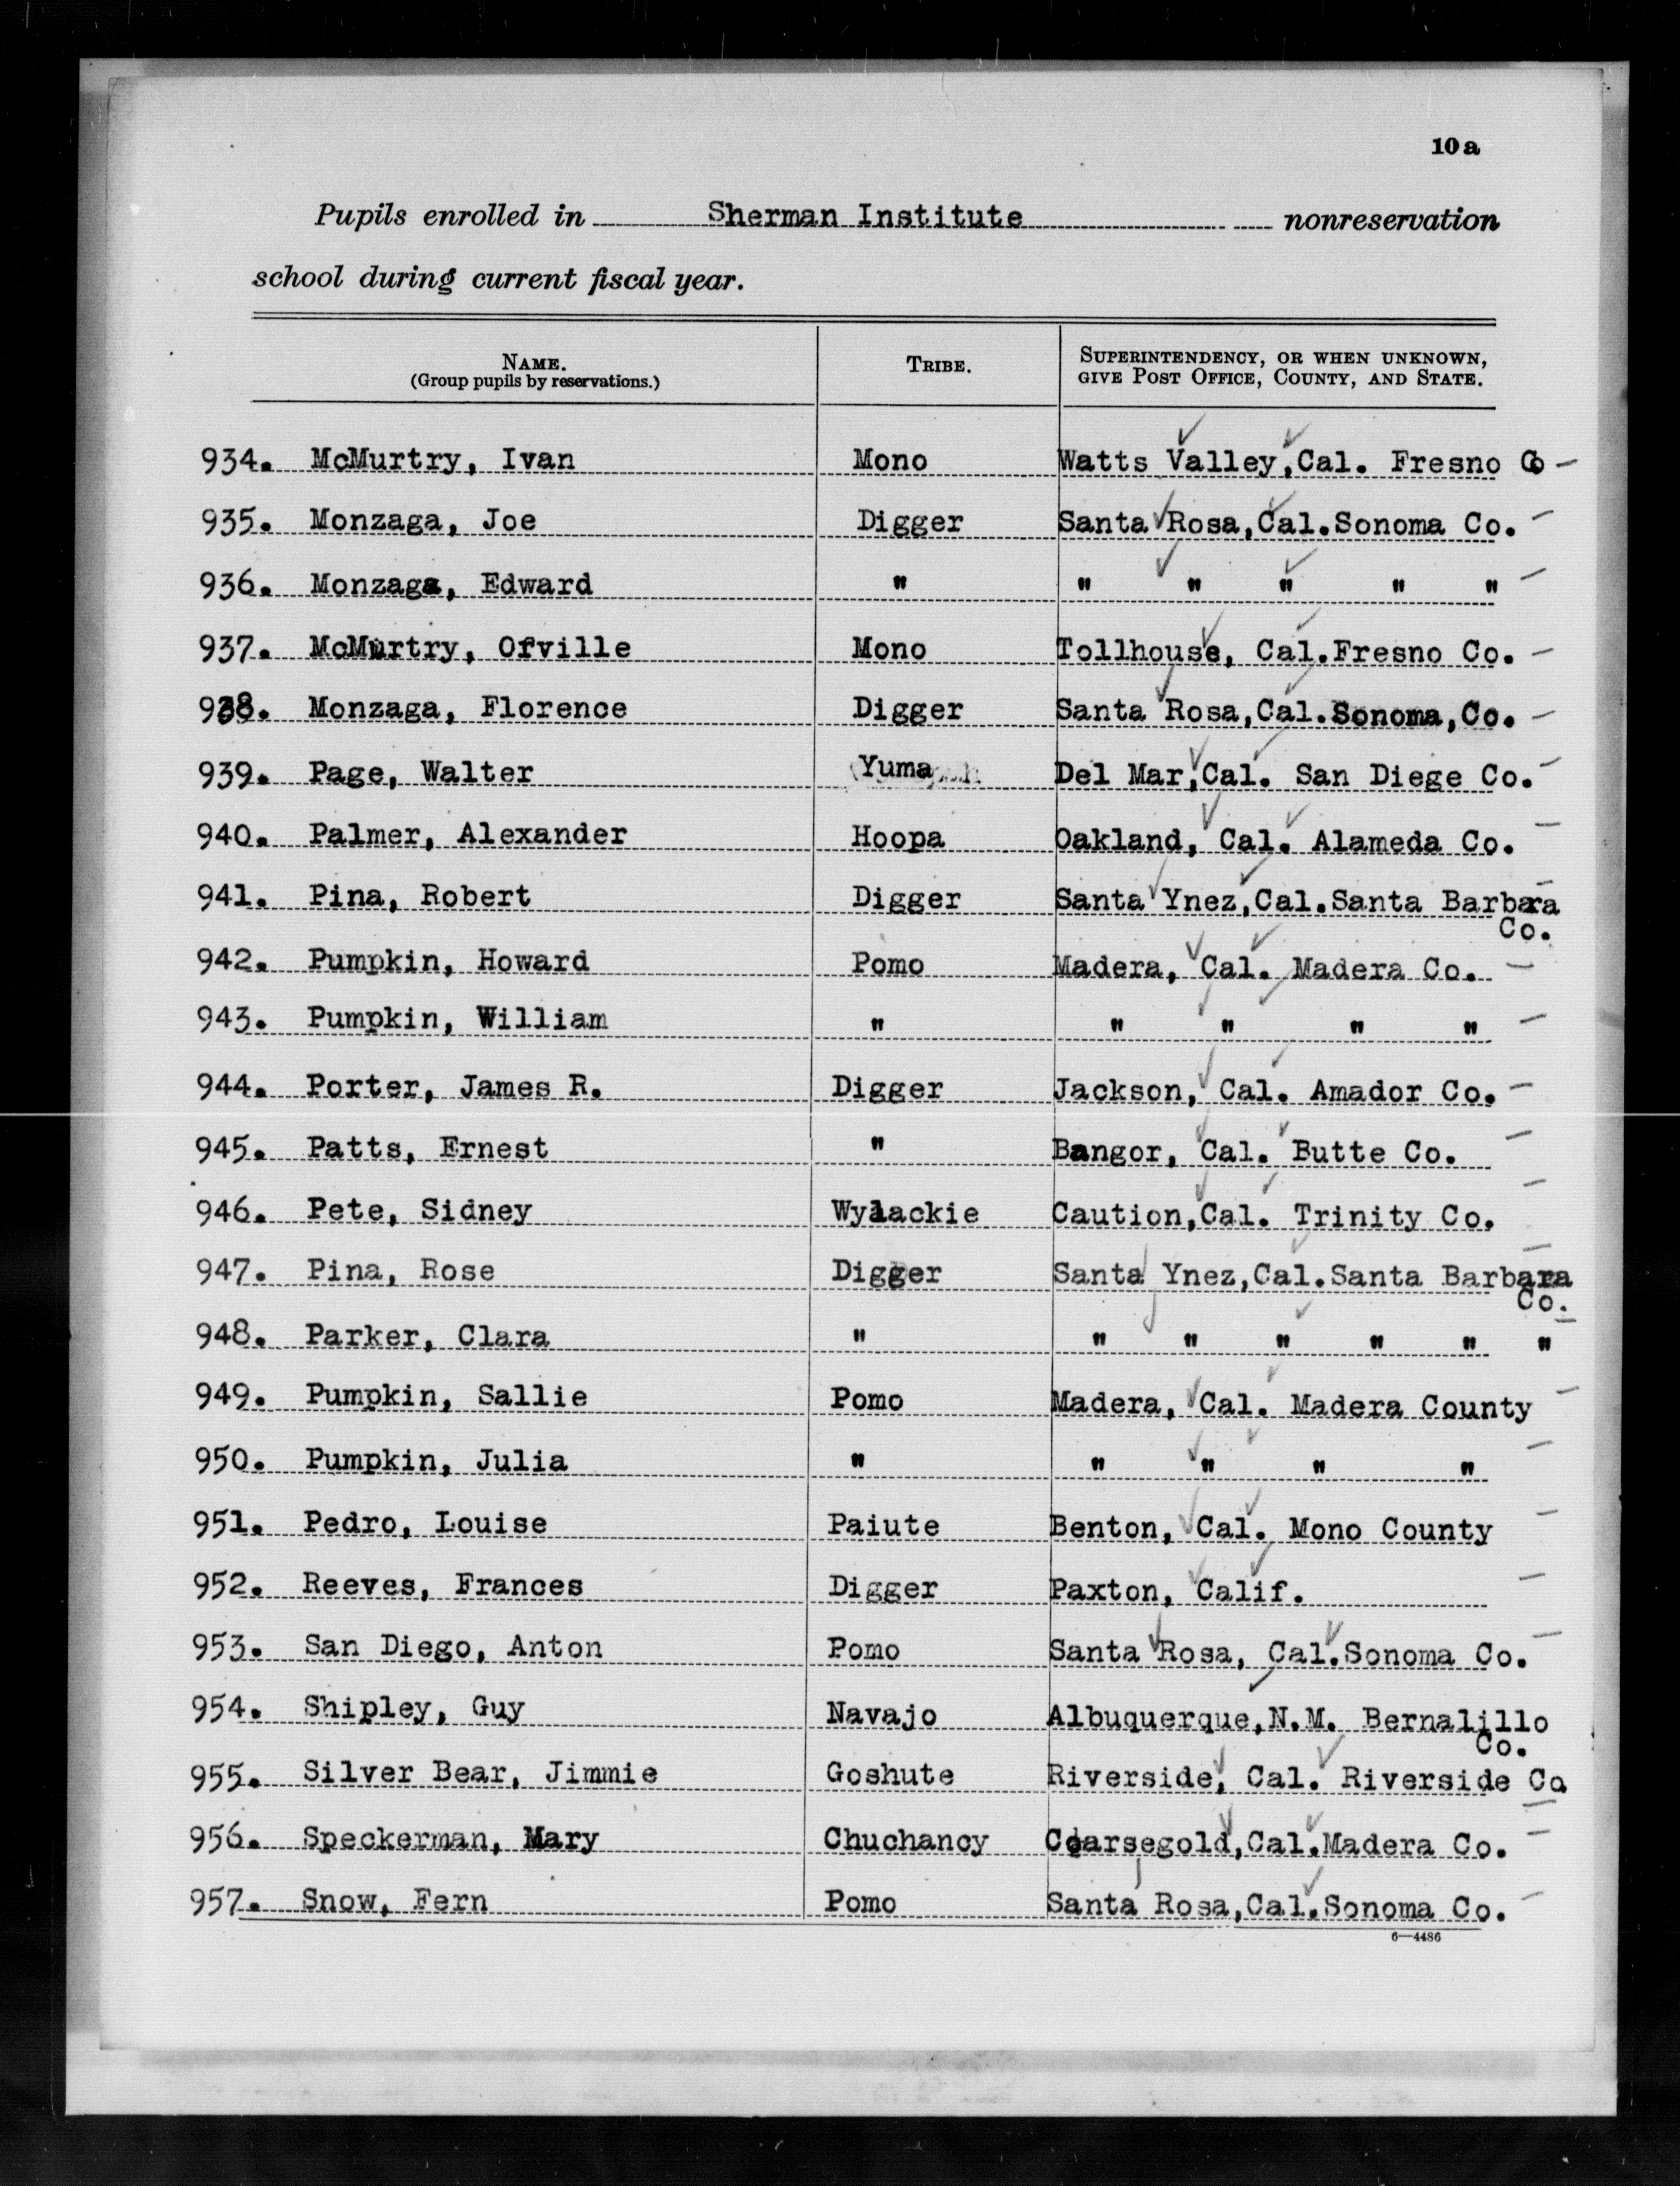 10a
Pupils enrolled in Sherman Institute nonreservation
school during current fiscal year.
NAME. TRIBE. SUPERINTENDENCY, OR WHEN UNKNOWN,
(Group pupils by reservations.) GIVE POST OFFICE, COUNTY, AND STATE.
934. McMurtry, Ivan Mono Watts Valley, Cal. Fresno Co
935. Monzaga, Joe Digger Santa Rosa, Cal. Sonoma Co.
936. Monzaga, Edward " " " " " "
937. McMurtry, Orville Mono Tollhouse, Cal. Fresno Co.
938. Monzaga, Florence Digger Santa Rosa, Cal. Sonoma, Co.
939. Page, Walter Yuma Del Mar, Cal. San Diege Co.
940. Palmer, Alexander Hoopa Oakland, Cal. Alameda Co.
941. Pina, Robert Digger Santa Ynez, Cal. Santa Barbara
Co.
942. Pumpkin, Howard Pomo Madera, Cal. Madera Co.
943. Pumpkin, William " " " " "
944. Porter, James R. Digger Jackson, Cal. Amador Co.
945. Patts, Ernest " Bangor, Cal. Butte Co.
946. Pete, Sidney Wylackie Caution, Cal. Trinity Co.
947. Pina, Rose Digger Santa Ynez, Cal. Santa Barbara
Co.
948. Parker, Clara " " " " " " "
949. Pumpkin, Sallie Pomo Madera, Cal. Madera County
950. Pumpkin, Julia " " " " "
951. Pedro, Louise Paiute Benton, Cal. Mono County
952. Reeves, Frances Digger Paxton, Calif.
953. San Diego, Anton Pomo Santa Rosa, Cal. Sonoma Co.
954. Shipley, Guy Navajo Albuquerque, N.M. Bernalillo
Co.
955. Silver Bear, Jimmie Goshute Riverside, Cal. Riverside Co
956. Speckerman, Mary Chuchancy Coarsegold, Cal. Madera Co.
957. Snow, Fern Pomo Santa Rosa, Cal. Sonoma Co.
6—4486